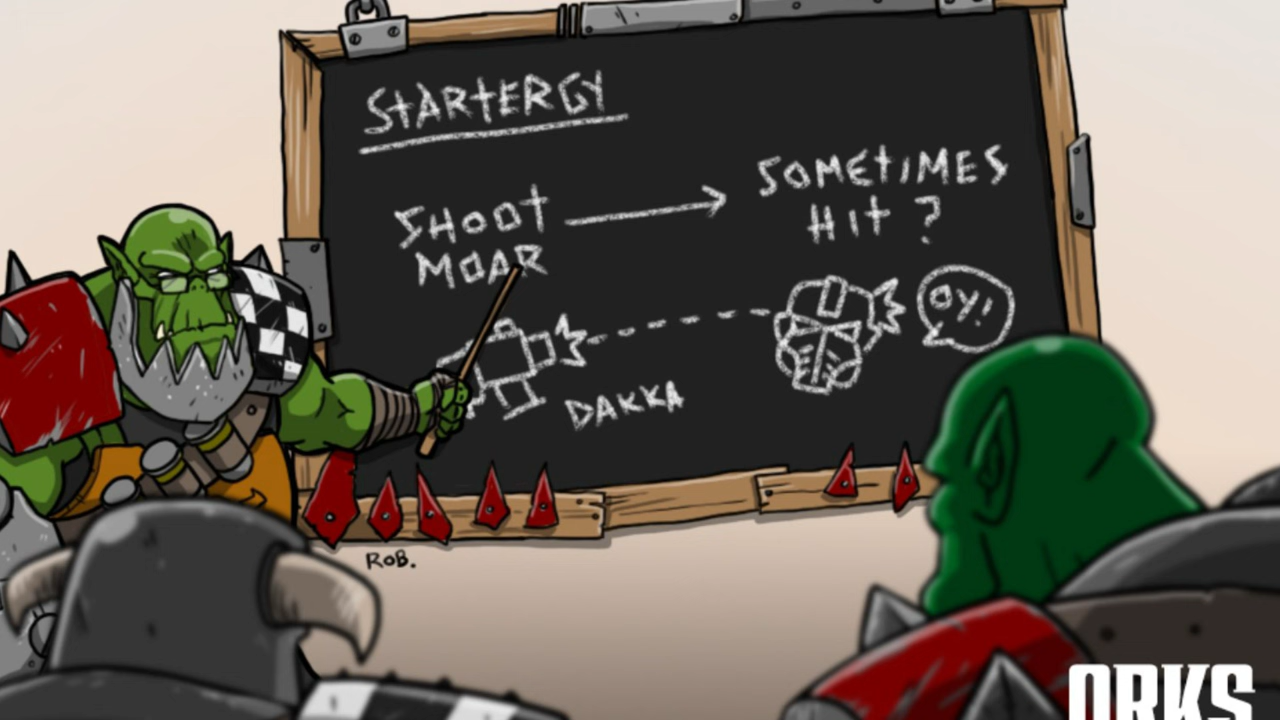 STARTERGY
SHOOT
MOAR
SOMETIMES
HIT ?
OY!
DAKKA
ROB.
ORKS